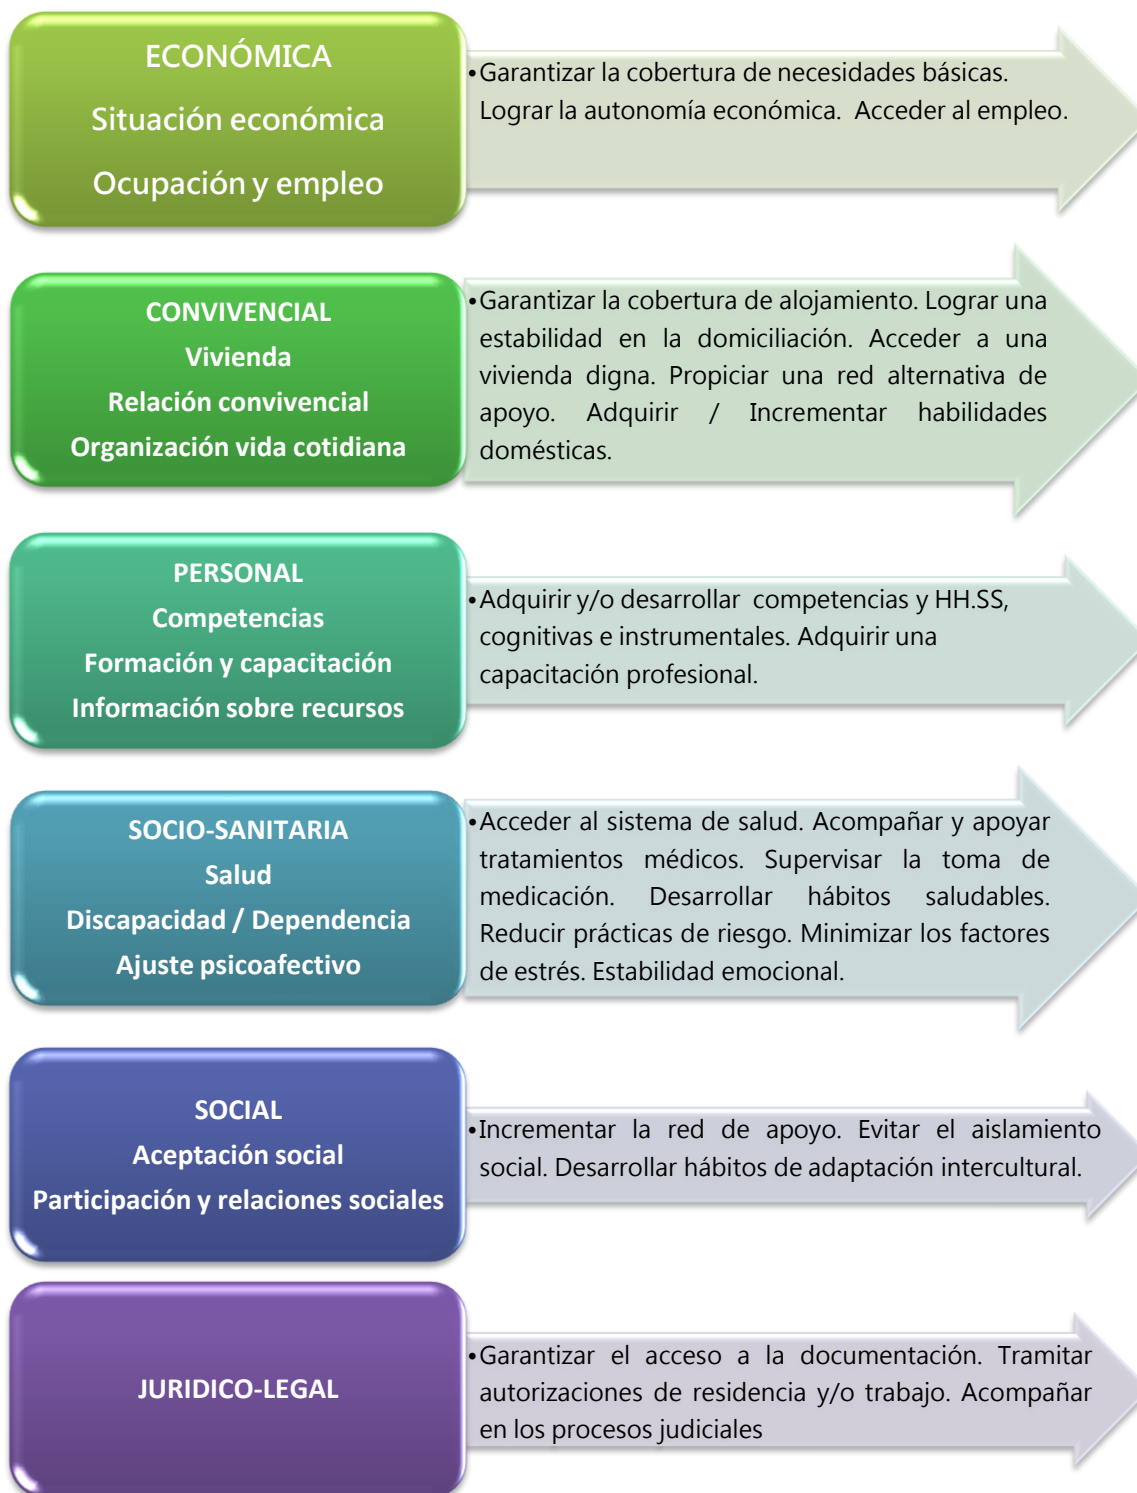 ECONÓMICA
Situación económica
Ocupación y empleo
•Garantizar la cobertura de necesidades básicas.
Lograr la autonomía económica.  Acceder al empleo.
CONVIVENCIAL
Vivienda
Relación convivencial
Organización vida cotidiana
•Garantizar la cobertura de alojamiento. Lograr una
estabilidad en la domiciliación. Acceder a una
vivienda digna. Propiciar una red alternativa de
apoyo. Adquirir / Incrementar habilidades
domésticas.
PERSONAL
Competencias
Formación y capacitación
Información sobre recursos
•Adquirir y/o desarrollar  competencias y HH.SS,
cognitivas e instrumentales. Adquirir una
capacitación profesional.
SOCIO-SANITARIA
Salud
Discapacidad / Dependencia
Ajuste psicoafectivo
•Acceder al sistema de salud. Acompañar y apoyar
tratamientos médicos. Supervisar la toma de
medicación. Desarrollar hábitos saludables.
Reducir prácticas de riesgo. Minimizar los factores
de estrés. Estabilidad emocional.
SOCIAL
Aceptación social
Participación y relaciones sociales
•Incrementar la red de apoyo. Evitar el aislamiento
social. Desarrollar hábitos de adaptación intercultural.
JURIDICO-LEGAL
•Garantizar el acceso a la documentación. Tramitar
autorizaciones de residencia y/o trabajo. Acompañar
en los procesos judiciales